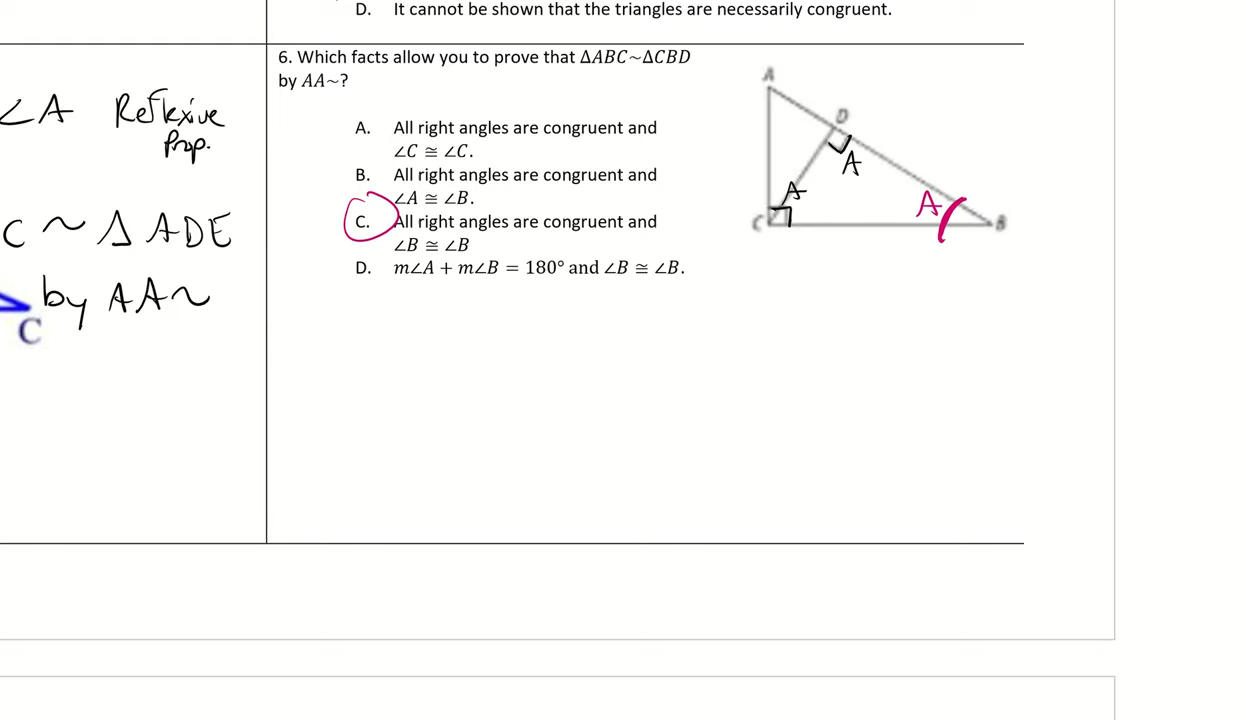 D. It cannot be shown that the triangles are necessarily congruent.
∠A Reflexive
Prop.
C ~ Δ ADE
by AA~
C
6. Which facts allow you to prove that ΔABC~ΔCBD
by AA~?
A. All right angles are congruent and
∠C ≅ ∠C.
B. All right angles are congruent and
∠A ≅ ∠B.
C. All right angles are congruent and
∠B ≅ ∠B
D. m∠A + m∠B = 180° and ∠B ≅ ∠B.
A
D
A
A
A
C
B